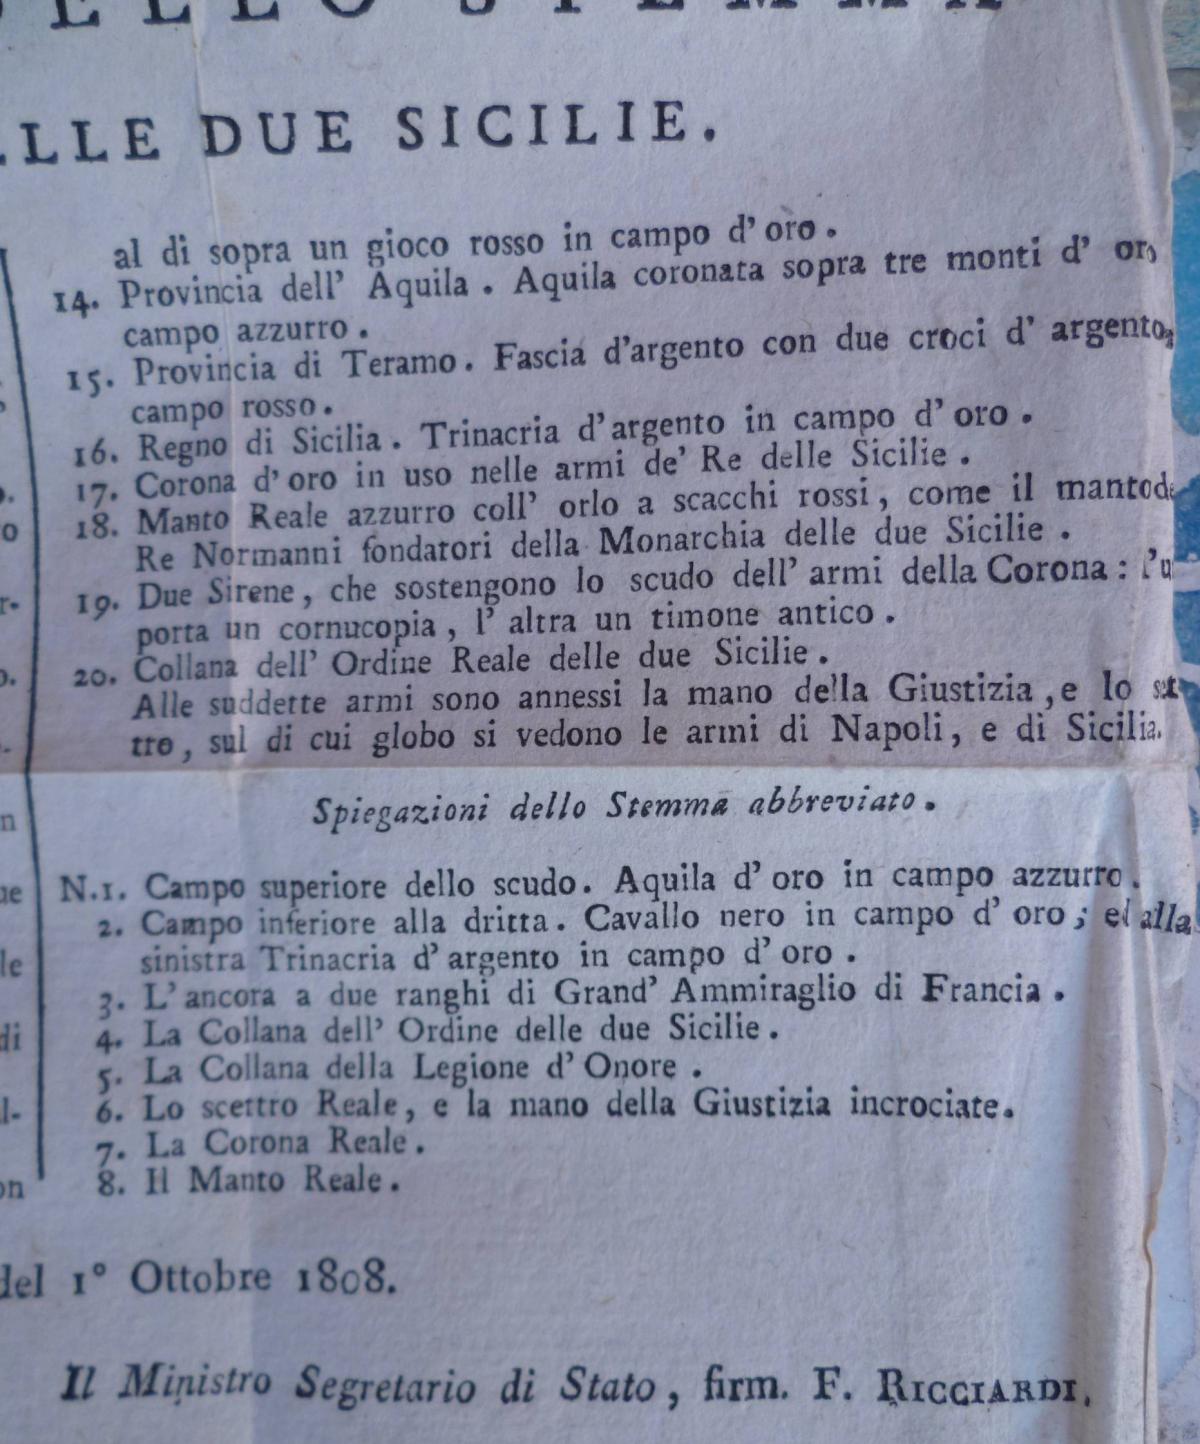 DELLO STEMMA
ELLE DUE SICILIE.
al di sopra un gioco rosso in campo d' oro.
14. Provincia dell' Aquila. Aquila coronata sopra tre monti d' oro
campo azzurro.
15. Provincia di Teramo. Fascia d'argento con due croci d' argento,
campo rosso.
16. Regno di Sicilia. Trinacria d'argento in campo d' oro.
17. Corona d'oro in uso nelle armi de' Re delle Sicilie.
18. Manto Reale azzurro coll' orlo a scacchi rossi, come il manto de
Re Normanni fondatori della Monarchia delle due Sicilie.
19. Due Sirene, che sostengono lo scudo dell' armi della Corona: l'u
porta un cornucopia, l' altra un timone antico.
20. Collana dell' Ordine Reale delle due Sicilie.
Alle suddette armi sono annessi la mano della Giustizia, e lo
tro, sul di cui globo si vedono le armi di Napoli, e di Sicilia.
Spiegazioni dello Stemma abbreviato.
N.1. Campo superiore dello scudo. Aquila d' oro in campo azzurro.
2. Campo inferiore alla dritta. Cavallo nero in campo d' oro; ed alla
sinistra Trinacria d' argento in campo d' oro.
3. L'ancora a due ranghi di Grand' Ammiraglio di Francia.
4. La Collana dell' Ordine delle due Sicilie.
5. La Collana della Legione d' Onore.
6. Lo scettro Reale, e la mano della Giustizia incrociate.
7. La Corona Reale.
8. Il Manto Reale.
del 1° Ottobre 1808.
Il Ministro Segretario di Stato, firm. F. RICCIARDI.